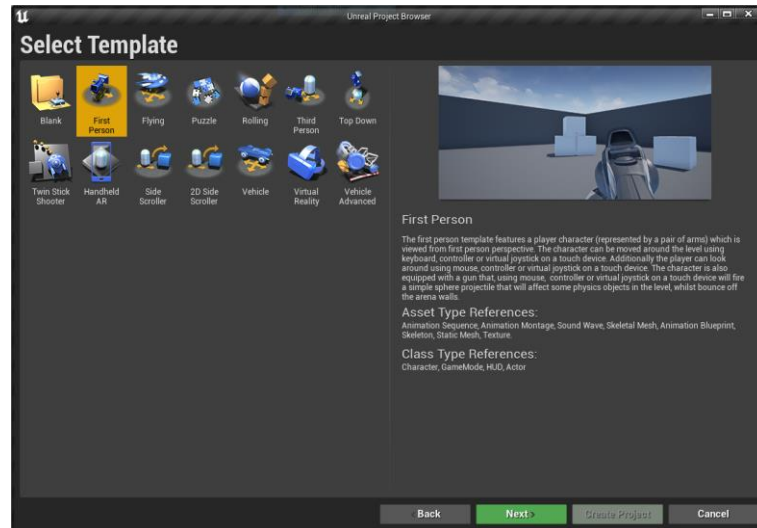 Unreal Project Browser
Select Template
Blank
First
Person
Flying
Puzzle
Rolling
Third
Person
Top Down
Twin Stick
Shooter
Handheld
AR
Side
Scroller
2D Side
Scroller
Vehicle
Virtual
Reality
Vehicle
Advanced
First Person
The first person template features a player character (represented by a pair of arms) which is
viewed from first person perspective. The character can be moved around the level using
keyboard, controller or virtual joystick on a touch device. Additionally the player can look
around using mouse, controller or virtual joystick on a touch device. The character is also
equipped with a gun that, using mouse, controller or virtual joystick on a touch device will fire
a simple sphere projectile that will affect some physics objects in the level, whilst bounce off
the arena walls.
Asset Type References:
Animation Sequence, Animation Montage, Sound Wave, Skeletal Mesh, Animation Blueprint,
Skeleton, Static Mesh, Texture.
Class Type References:
Character, GameMode, HUD, Actor
< Back
Next >
Create Project
Cancel